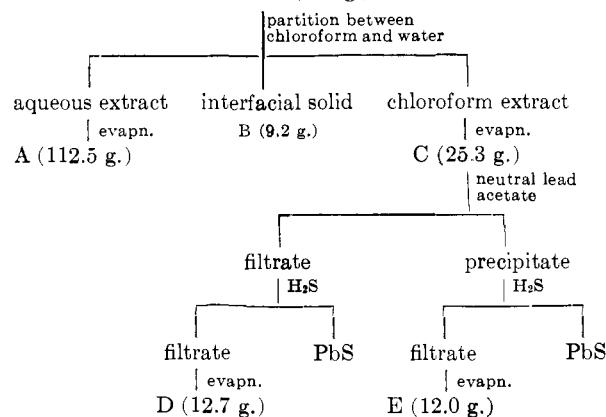 partition between
chloroform and water
aqueous extract interfacial solid chloroform extract
evapn. B (9.2 g.) evapn.
A (112.5 g.) C (25.3 g.)
neutral lead
acetate
filtrate precipitate
H₂S H₂S
filtrate PbS filtrate PbS
evapn. evapn.
D (12.7 g.) E (12.0 g.)